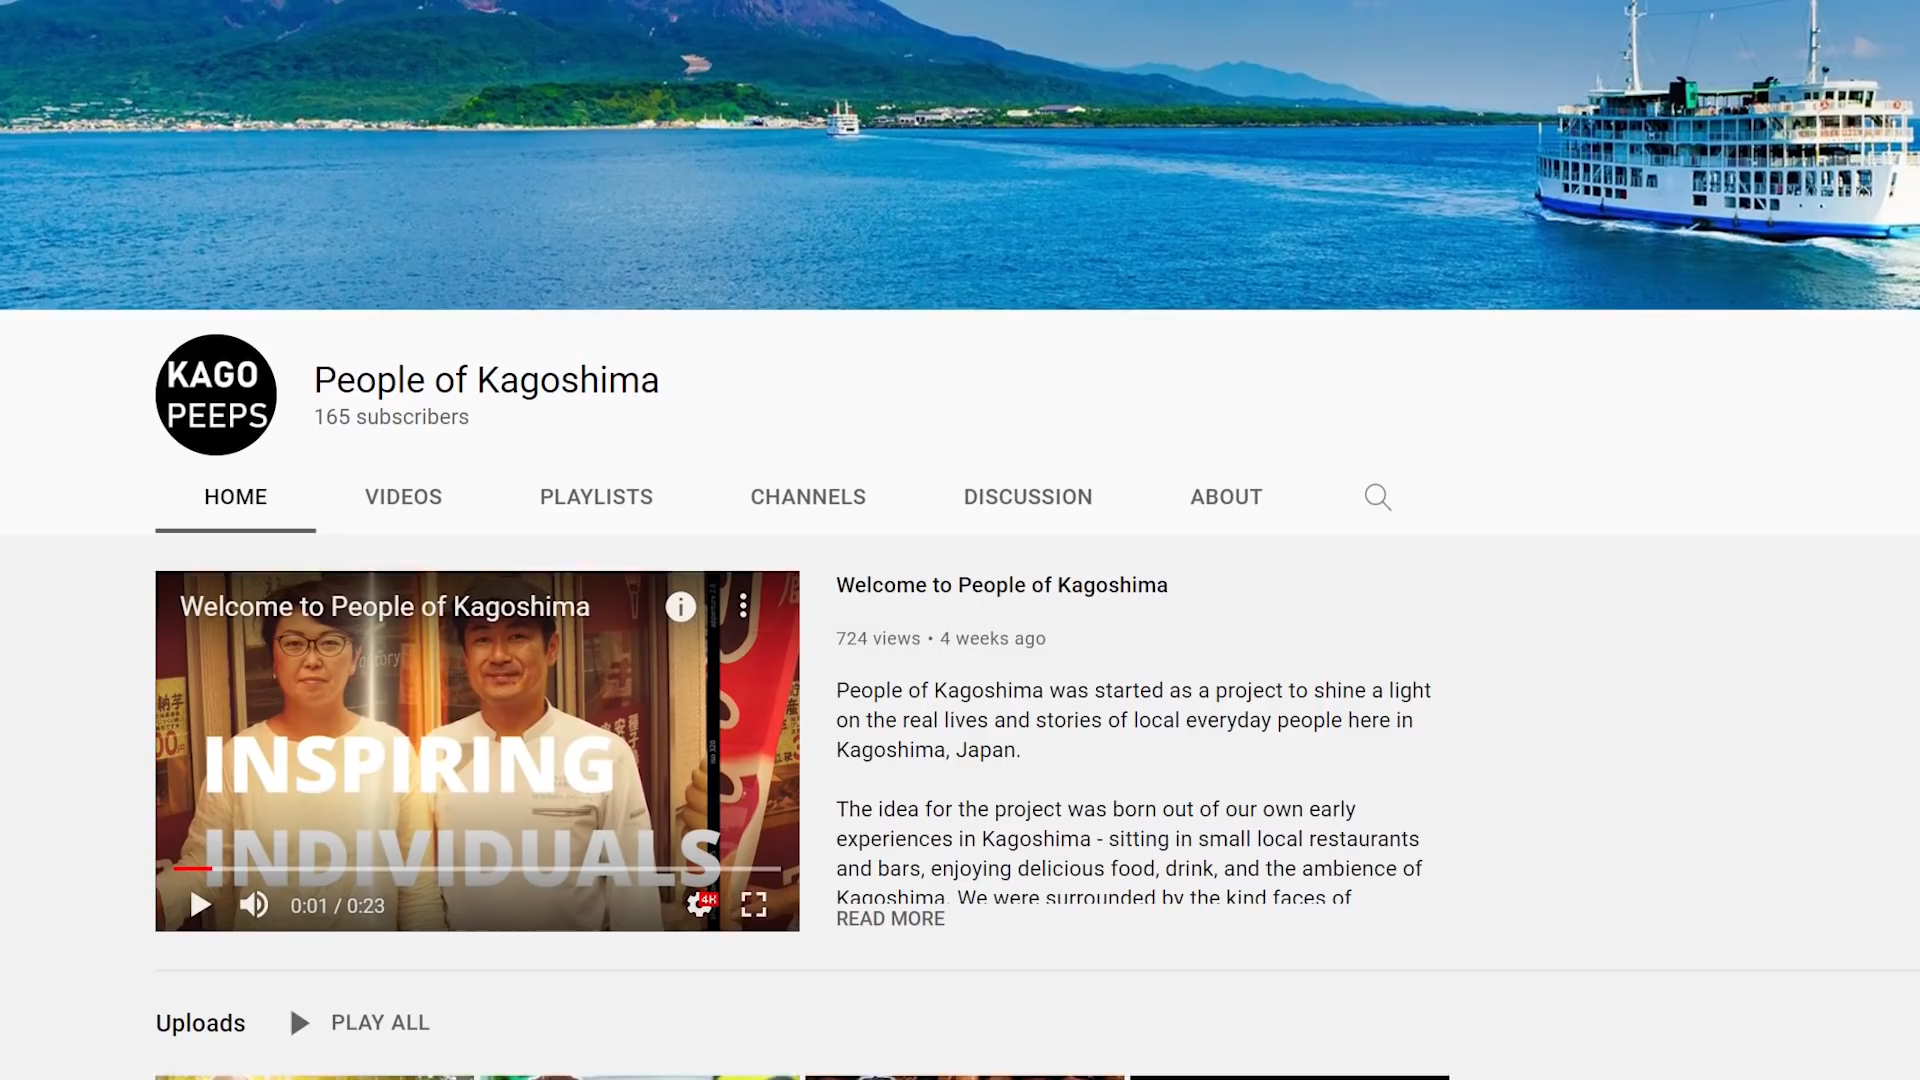 KAGO
PEEPS
People of Kagoshima
165 subscribers
HOME VIDEOS PLAYLISTS CHANNELS DISCUSSION ABOUT
Welcome to People of Kagoshima
INSPIRING
INDIVIDUALS
0:01 / 0:23
4K
Welcome to People of Kagoshima
724 views • 4 weeks ago
People of Kagoshima was started as a project to shine a light
on the real lives and stories of local everyday people here in
Kagoshima, Japan.
The idea for the project was born out of our own early
experiences in Kagoshima - sitting in small local restaurants
and bars, enjoying delicious food, drink, and the ambience of
Kagoshima. We were surrounded by the kind faces of
READ MORE
Uploads PLAY ALL